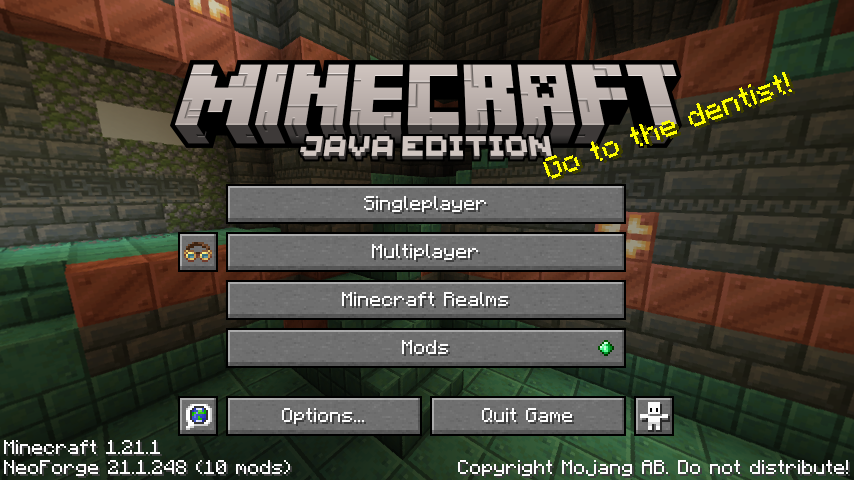 MINECRAFT
JAVA EDITION
Go to the dentist!
Singleplayer
Multiplayer
Minecraft Realms
Mods
Options...
Quit Game
Minecraft 1.21.1
NeoForge 21.1.248 (10 mods)
Copyright Mojang AB. Do not distribute!